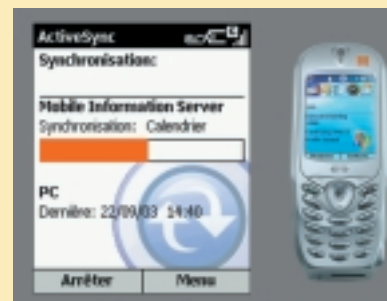 ActiveSync
Synchronisation:
Mobile Information Server
Synchronisation: Calendrier
PC
Dernière: 22/09/03 14:40
Arrêter Menu